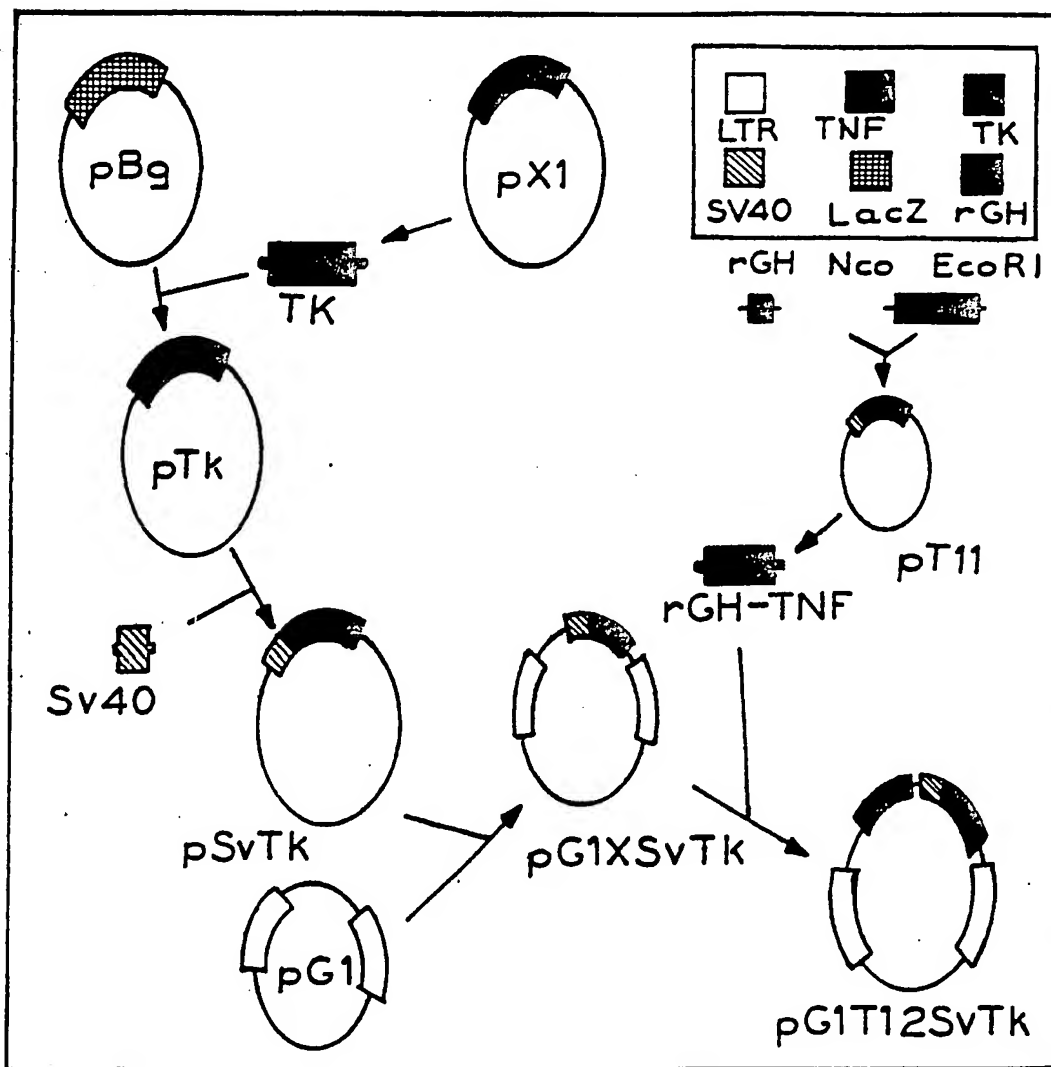 pBg
pX1
LTR TNF TK
SV40 LacZ rGH
rGH Nco EcoRI
TK
pTk
pT11
rGH-TNF
Sv40
pSvTk
pG1XSvTk
pG1
pG1T12SvTk